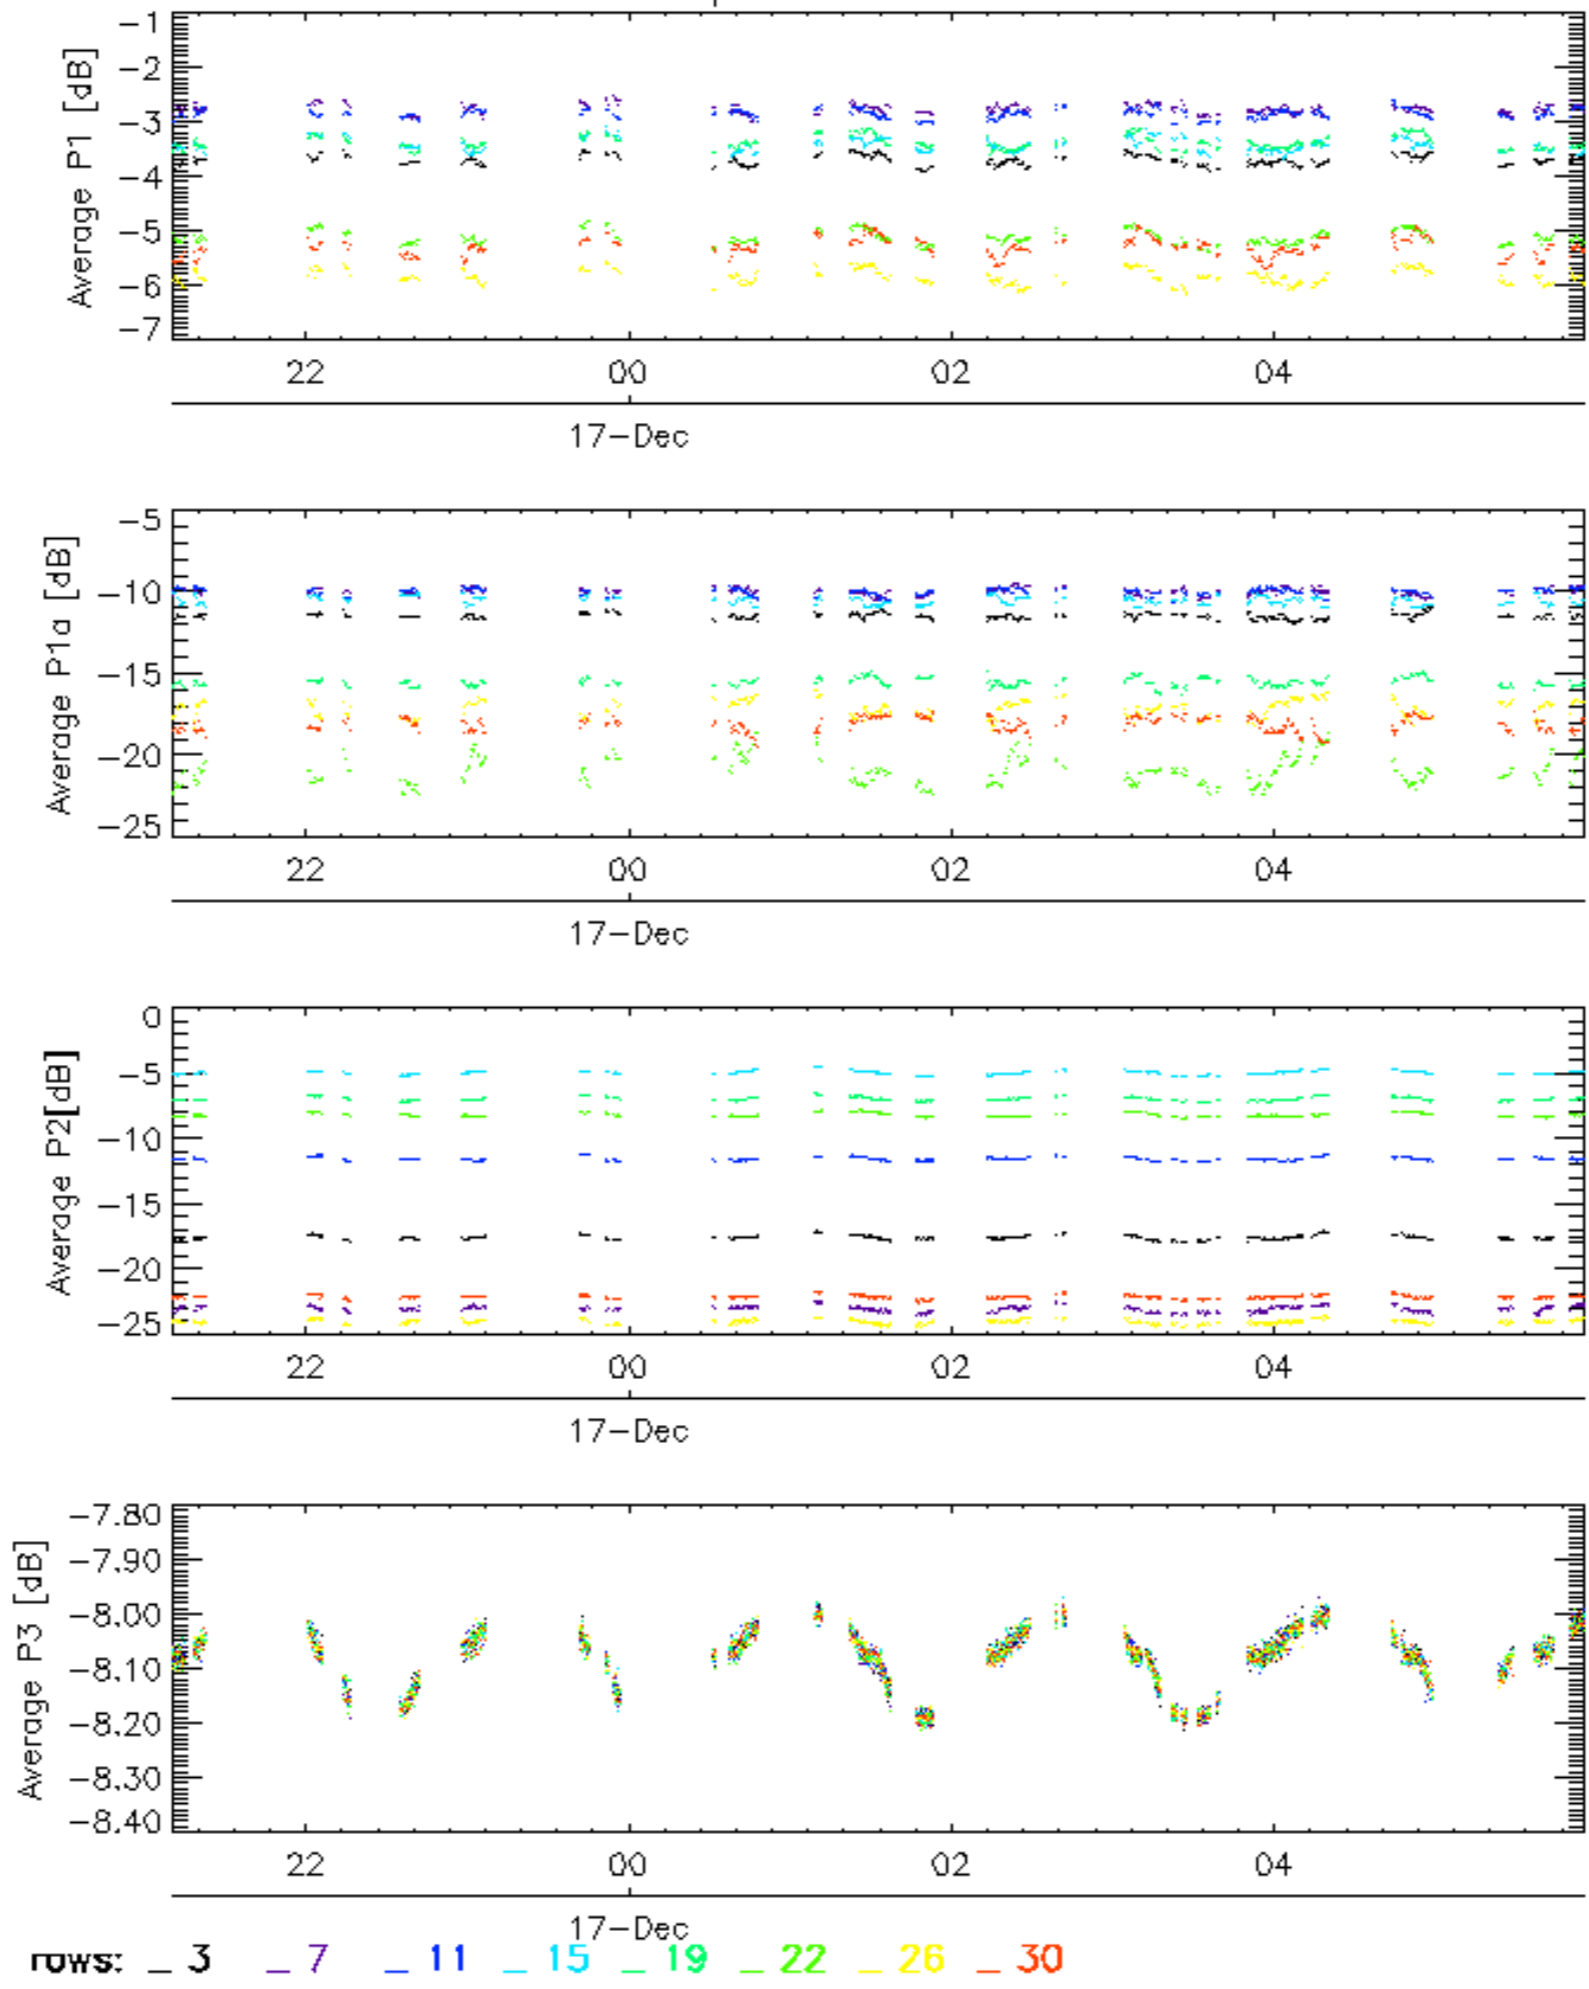 Average P1 [dB]
-1
-2
-3
-4
-5
-6
-7
22 00 02 04
17-Dec
Average P1a [dB]
-5
-10
-15
-20
-25
22 00 02 04
17-Dec
Average P2[dB]
0
-5
-10
-15
-20
-25
22 00 02 04
17-Dec
Average P3 [dB]
-7.80
-7.90
-8.00
-8.10
-8.20
-8.30
-8.40
22 00 02 04
17-Dec
rows: _ 3 _ 7 _ 11 _ 15 _ 19 _ 22 _ 26 _ 30